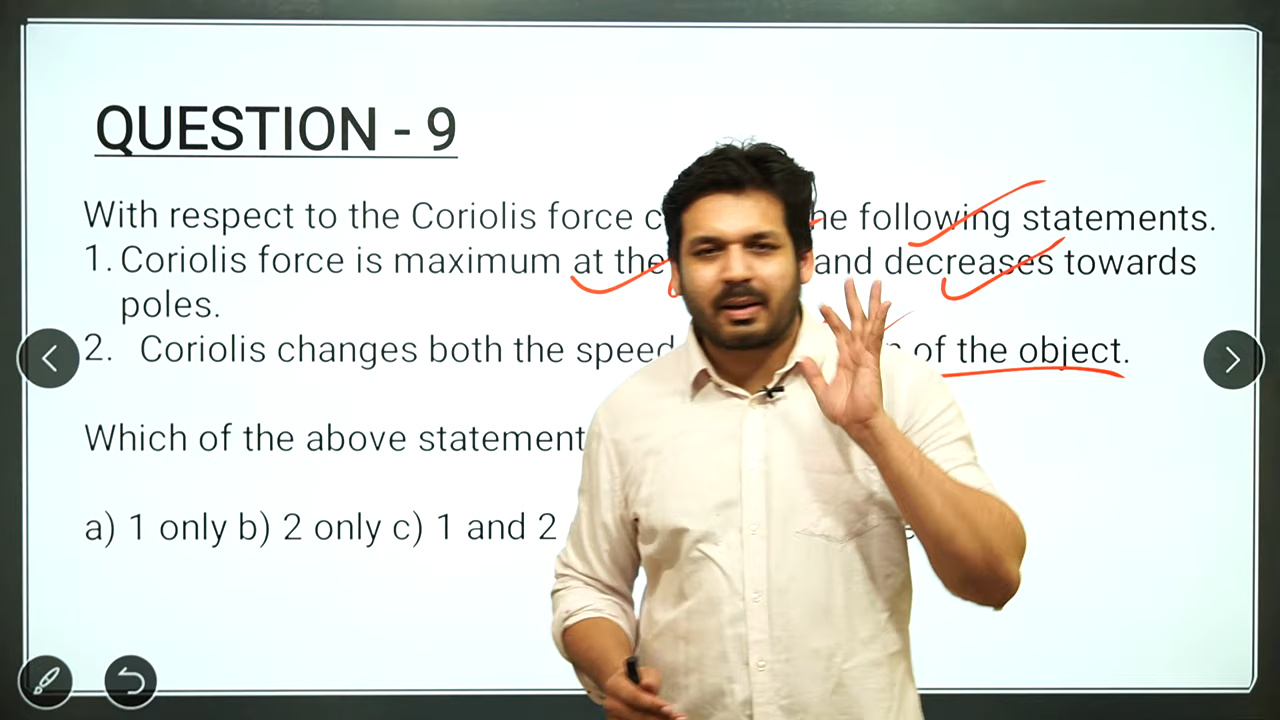 QUESTION - 9
With respect to the Coriolis force c he following statements.
1. Coriolis force is maximum at the and decreases towards
poles.
2. Coriolis changes both the speed n of the object.
Which of the above statement
a) 1 only b) 2 only c) 1 and 2 e